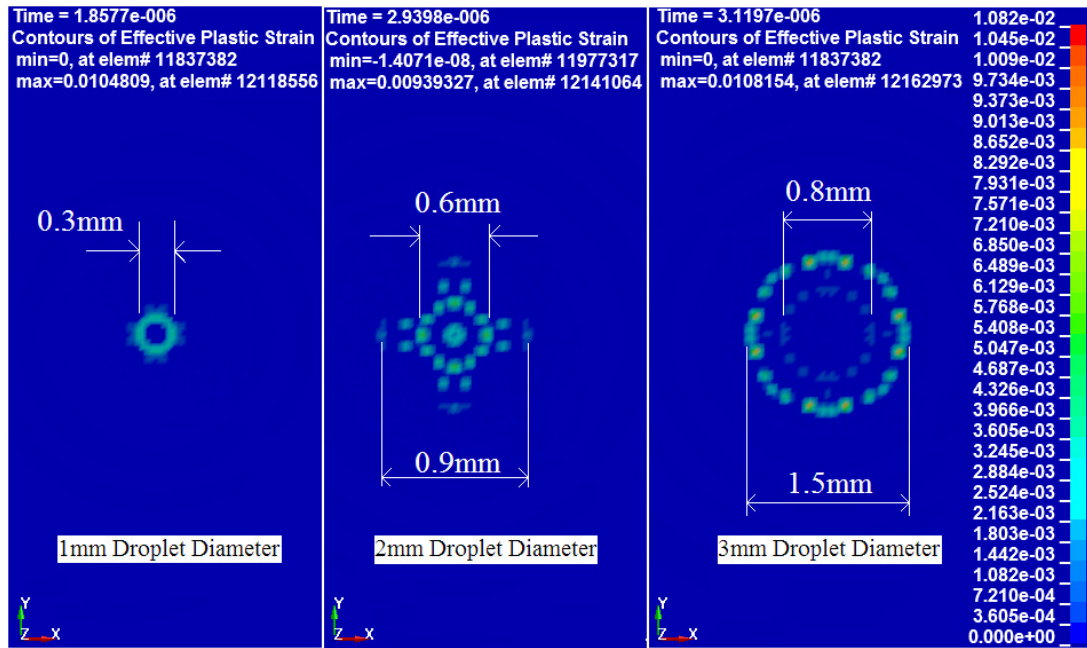 Time = 1.8577e-006
Contours of Effective Plastic Strain
min=0, at elem# 11837382
max=0.0104809, at elem# 12118556
0.3mm
1mm Droplet Diameter
Y
Z X
Time = 2.9398e-006
Contours of Effective Plastic Strain
min=-1.4071e-08, at elem# 11977317
max=0.00939327, at elem# 12141064
0.6mm
0.9mm
2mm Droplet Diameter
Y
Z X
Time = 3.1197e-006
Contours of Effective Plastic Strain
min=0, at elem# 11837382
max=0.0108154, at elem# 12162973
0.8mm
1.5mm
3mm Droplet Diameter
Y
Z X
1.082e-02
1.045e-02
1.009e-02
9.734e-03
9.373e-03
9.013e-03
8.652e-03
8.292e-03
7.931e-03
7.571e-03
7.210e-03
6.850e-03
6.489e-03
6.129e-03
5.768e-03
5.408e-03
5.047e-03
4.687e-03
4.326e-03
3.966e-03
3.605e-03
3.245e-03
2.884e-03
2.524e-03
2.163e-03
1.803e-03
1.442e-03
1.082e-03
7.210e-04
3.605e-04
0.000e+00